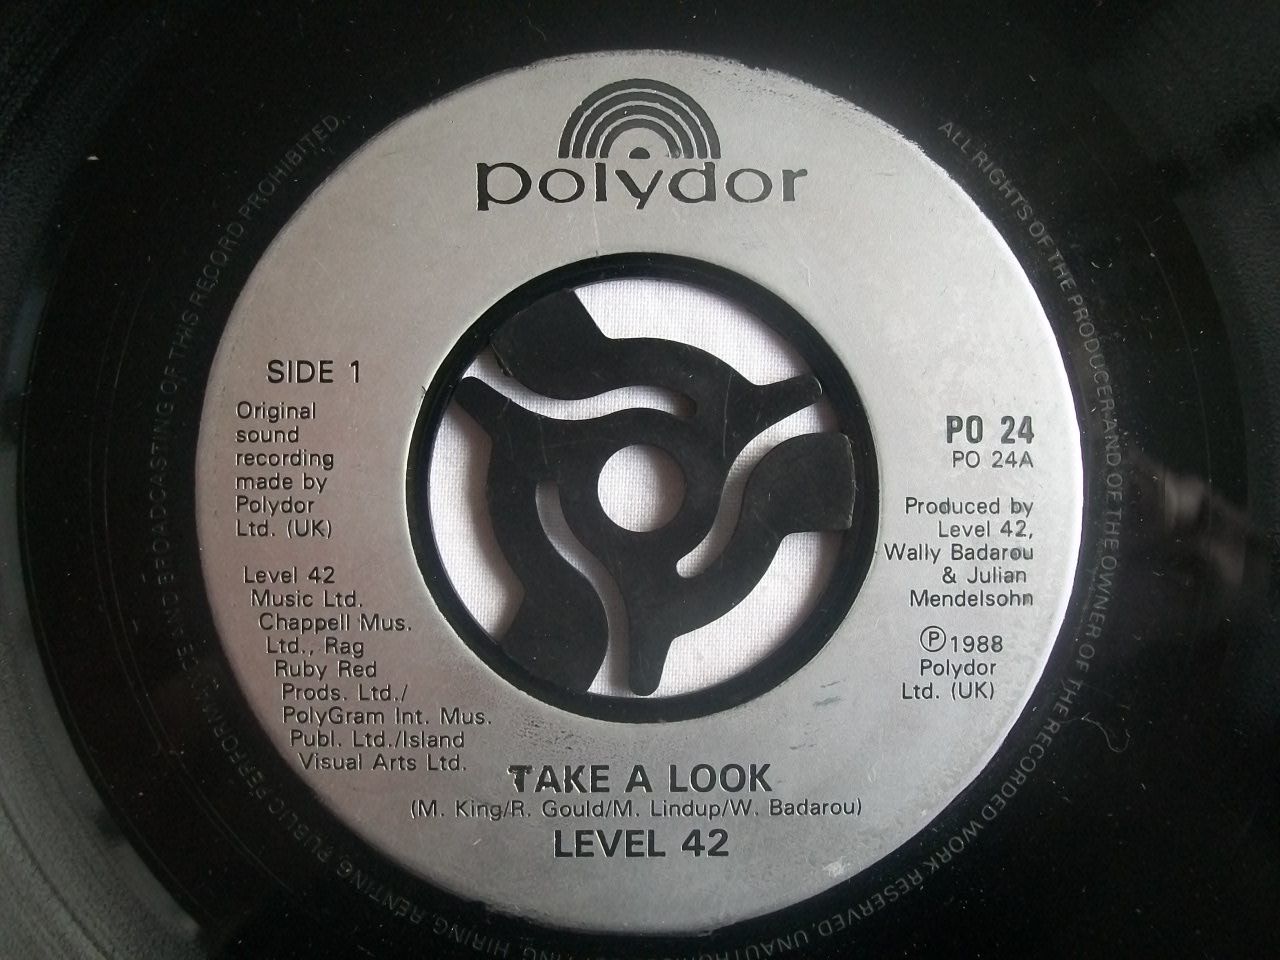 polydor
SIDE 1
Original
sound
recording
made by
Polydor
Ltd. (UK)
Level 42
Music Ltd.
Chappell Mus.
Ltd., Rag
Ruby Red
Prods. Ltd./
PolyGram Int. Mus.
Publ. Ltd./Island
Visual Arts Ltd.
PO 24
PO 24A
Produced by
Level 42,
Wally Badarou
& Julian
Mendelsohn
Ⓟ1988
Polydor
Ltd. (UK)
TAKE A LOOK
(M. King/R. Gould/M. Lindup/W. Badarou)
LEVEL 42
ALL RIGHTS OF THE PRODUCER AND OF THE OWNER OF THE RECORDED WORK RESERVED. UNAUTHORISED HIRING, RENTING, PUBLIC PERFORMANCE AND BROADCASTING OF THIS RECORD PROHIBITED.